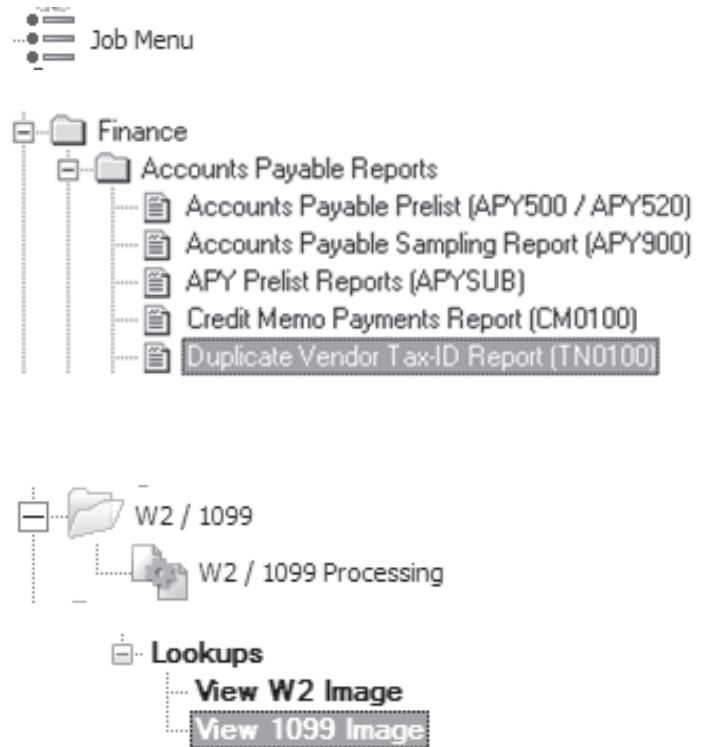 Job Menu
Finance
Accounts Payable Reports
Accounts Payable Prelist (APY500 / APY520)
Accounts Payable Sampling Report (APY900)
APY Prelist Reports (APYSUB)
Credit Memo Payments Report (CM0100)
Duplicate Vendor Tax-ID Report (TN0100)
W2 / 1099
W2 / 1099 Processing
Lookups
View W2 Image
View 1099 Image